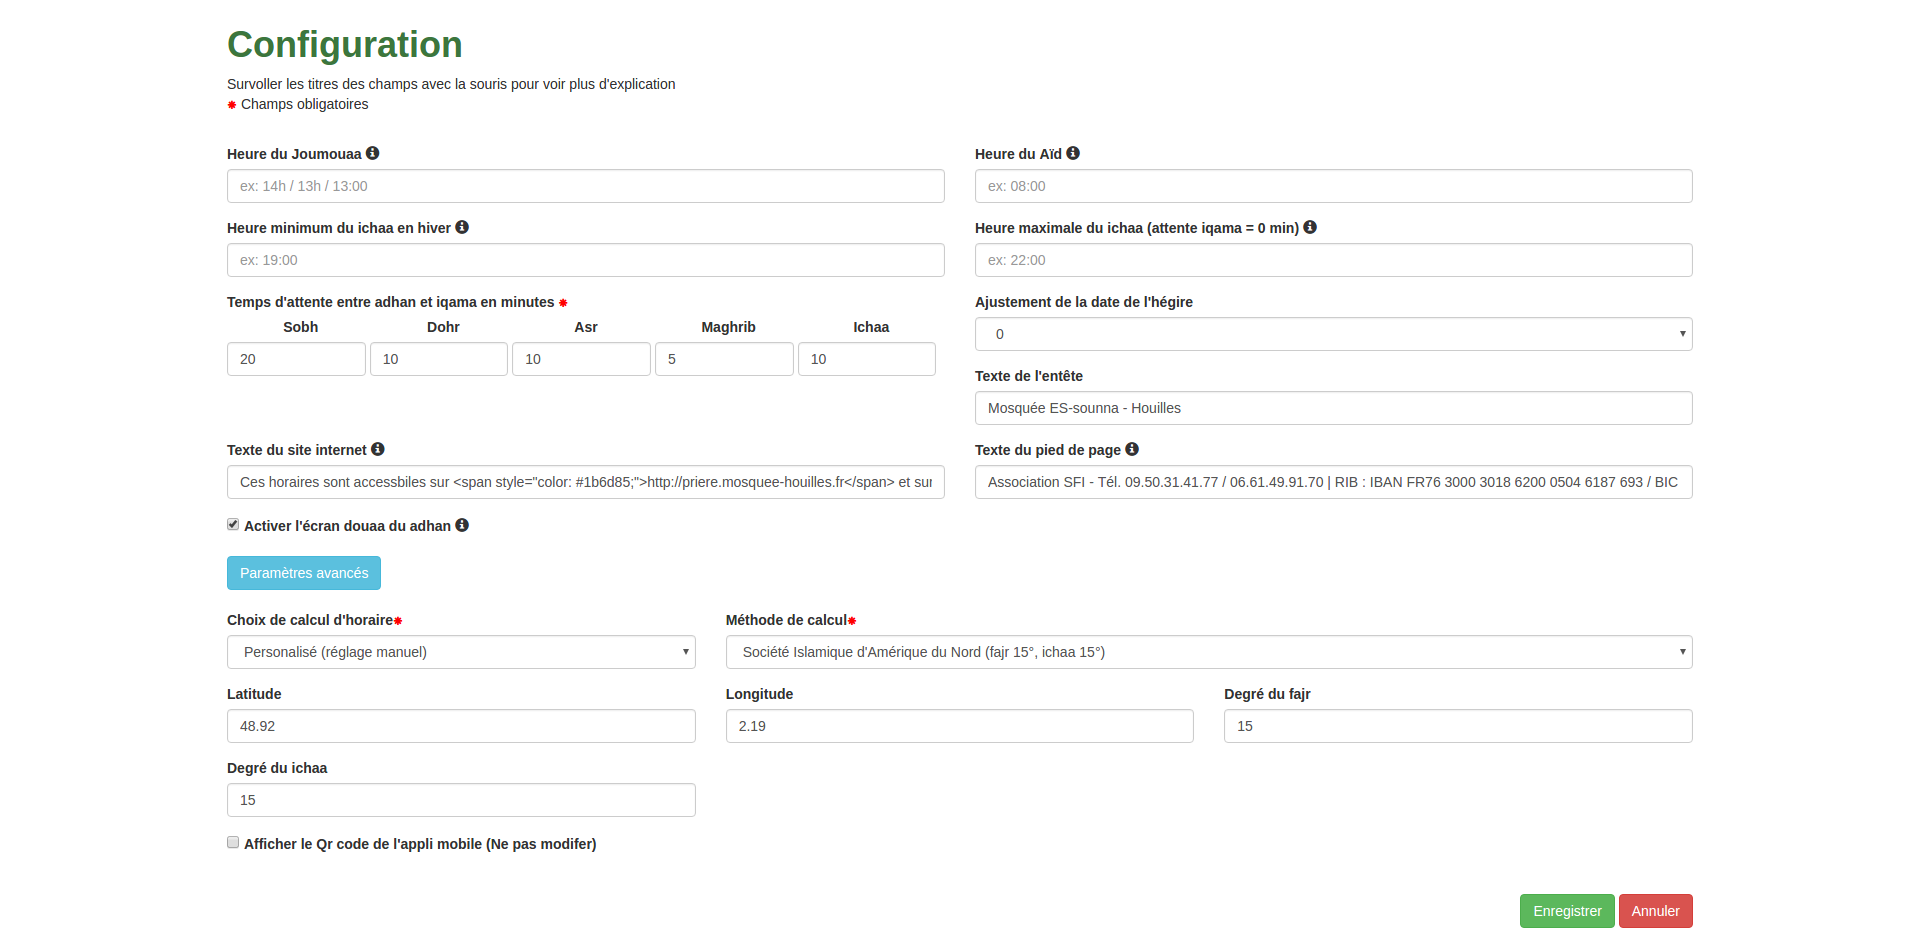 Configuration
Survoller les titres des champs avec la souris pour voir plus d'explication
Champs obligatoires
Heure du Joumouaa
ex: 14h / 13h / 13:00
Heure du Aïd
ex: 08:00
Heure minimum du ichaa en hiver
ex: 19:00
Heure maximale du ichaa (attente iqama = 0 min)
ex: 22:00
Temps d'attente entre adhan et iqama en minutes
Sobh Dohr Asr Maghrib Ichaa
20 10 10 5 10
Ajustement de la date de l'hégire
0
Texte de l'entête
Mosquée ES-sounna - Houilles
Texte du site internet
Ces horaires sont accessbiles sur <span style="color: #1b6d85;">http://priere.mosquee-houilles.fr</span> et sur
Texte du pied de page
Association SFI - Tél. 09.50.31.41.77 / 06.61.49.91.70 | RIB : IBAN FR76 3000 3018 6200 0504 6187 693 / BIC
Activer l'écran douaa du adhan
Paramètres avancés
Choix de calcul d'horaire
Personalisé (réglage manuel)
Méthode de calcul
Société Islamique d'Amérique du Nord (fajr 15°, ichaa 15°)
Latitude
48.92
Longitude
2.19
Degré du fajr
15
Degré du ichaa
15
Afficher le Qr code de l'appli mobile (Ne pas modifer)
Enregistrer
Annuler